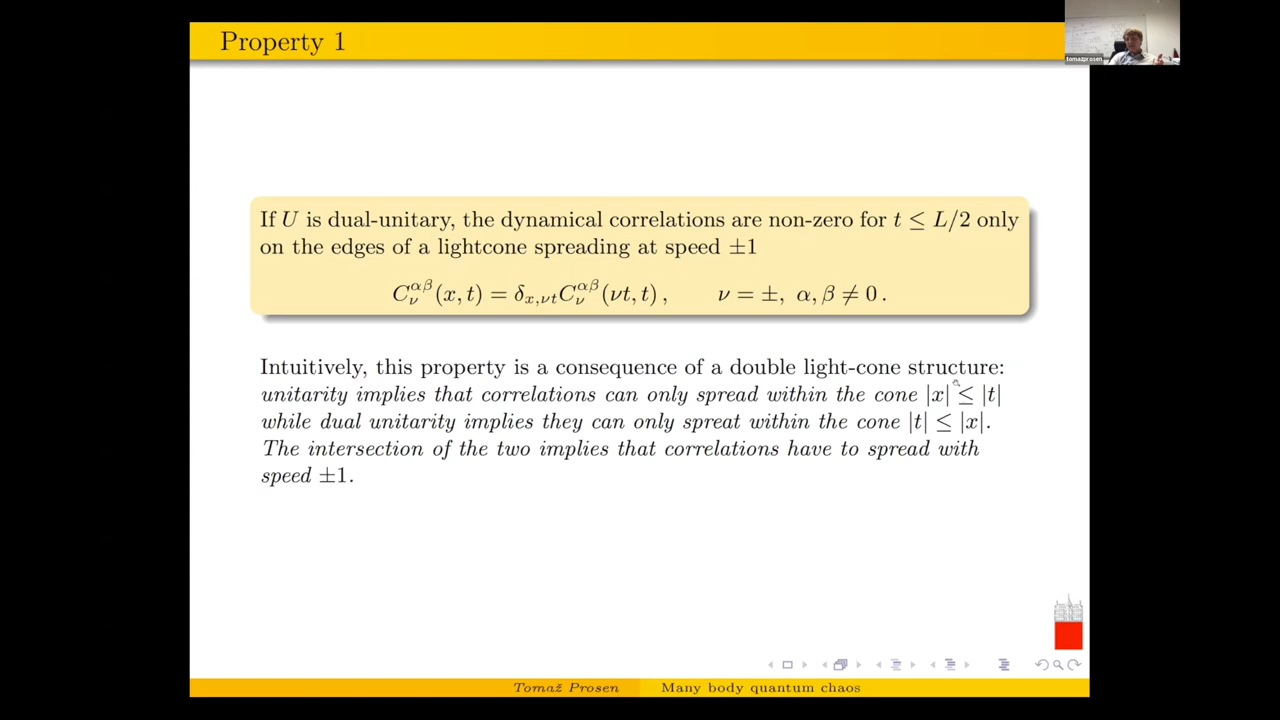 Property 1
tomazprosen
If U is dual-unitary, the dynamical correlations are non-zero for t ≤ L/2 only
on the edges of a lightcone spreading at speed ±1
C_ν^{αβ}(x, t) = δ_{x,νt} C_ν^{αβ}(νt, t) ,   ν = ±, α, β ≠ 0 .
Intuitively, this property is a consequence of a double light-cone structure:
unitarity implies that correlations can only spread within the cone |x| ≤ |t|
while dual unitarity implies they can only spreat within the cone |t| ≤ |x|.
The intersection of the two implies that correlations have to spread with
speed ±1.
Tomaž Prosen
Many body quantum chaos